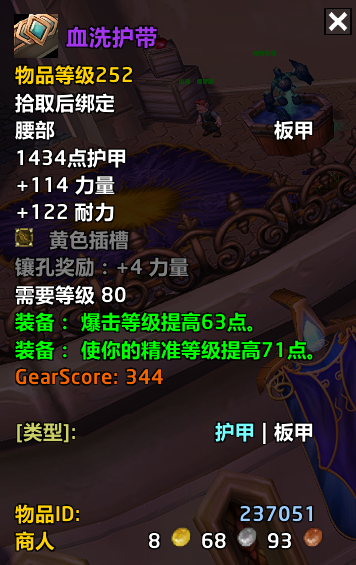 血洗护带
物品等级252
拾取后绑定
腰部 板甲
1434点护甲
+114 力量
+122 耐力
黄色插槽
镶孔奖励 : +4 力量
需要等级 80
装备 : 爆击等级提高63点。
装备 : 使你的精准等级提高71点。
GearScore: 344
[类型]: 护甲 | 板甲
物品ID: 237051
商人 8 68 93